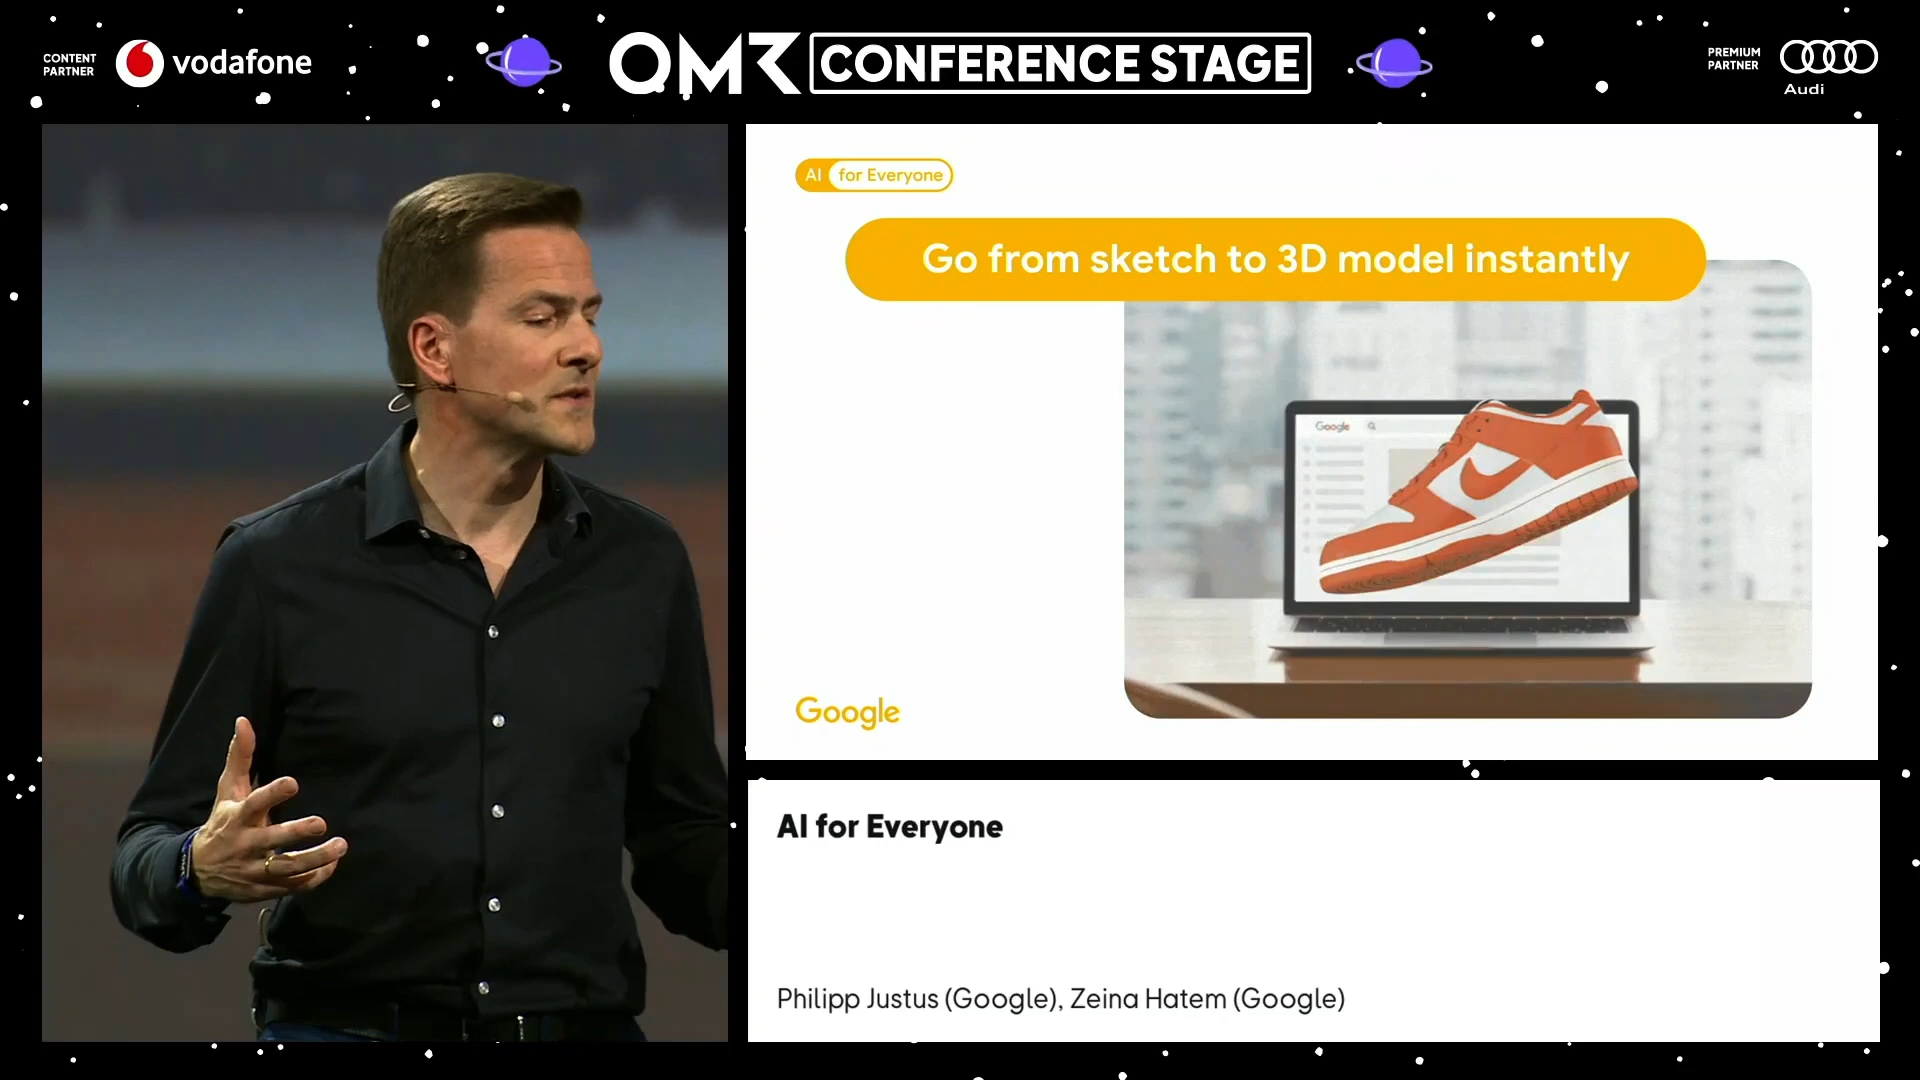 CONTENT
PARTNER
vodafone
OMR CONFERENCE STAGE
PREMIUM
PARTNER
Audi
AI for Everyone
Go from sketch to 3D model instantly
Google
Google
AI for Everyone
Philipp Justus (Google), Zeina Hatem (Google)